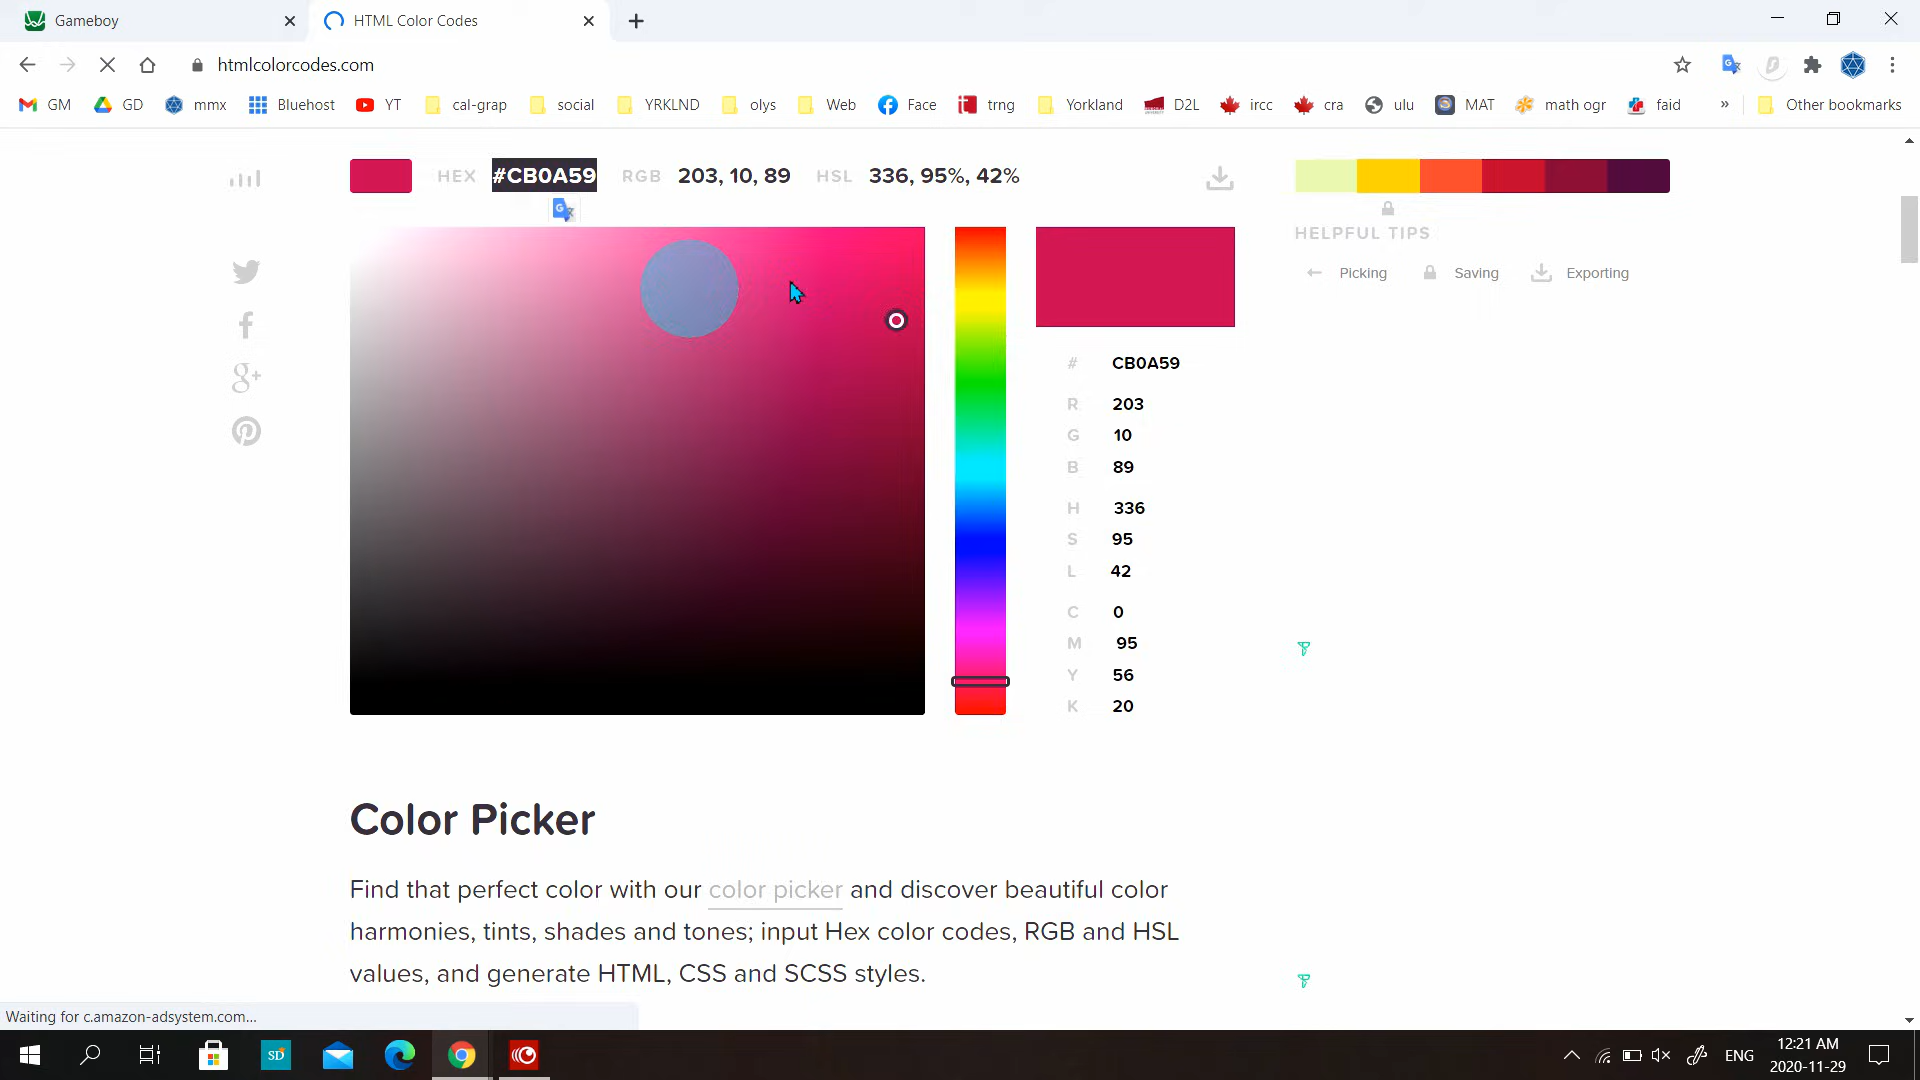 Gameboy
HTML Color Codes
htmlcolorcodes.com
GM GD mmx Bluehost YT cal-grap social YRKLND olys Web Face trng Yorkland D2L ircc cra ulu MAT math ogr faid » Other bookmarks
HEX #CB0A59 RGB 203, 10, 89 HSL 336, 95%, 42%
HELPFUL TIPS
Picking Saving Exporting
# CB0A59
R 203
G 10
B 89
H 336
S 95
L 42
C 0
M 95
Y 56
K 20
Color Picker
Find that perfect color with our color picker and discover beautiful color
harmonies, tints, shades and tones; input Hex color codes, RGB and HSL
values, and generate HTML, CSS and SCSS styles.
Waiting for c.amazon-adsystem.com...
SD
ENG
12:21 AM
2020-11-29